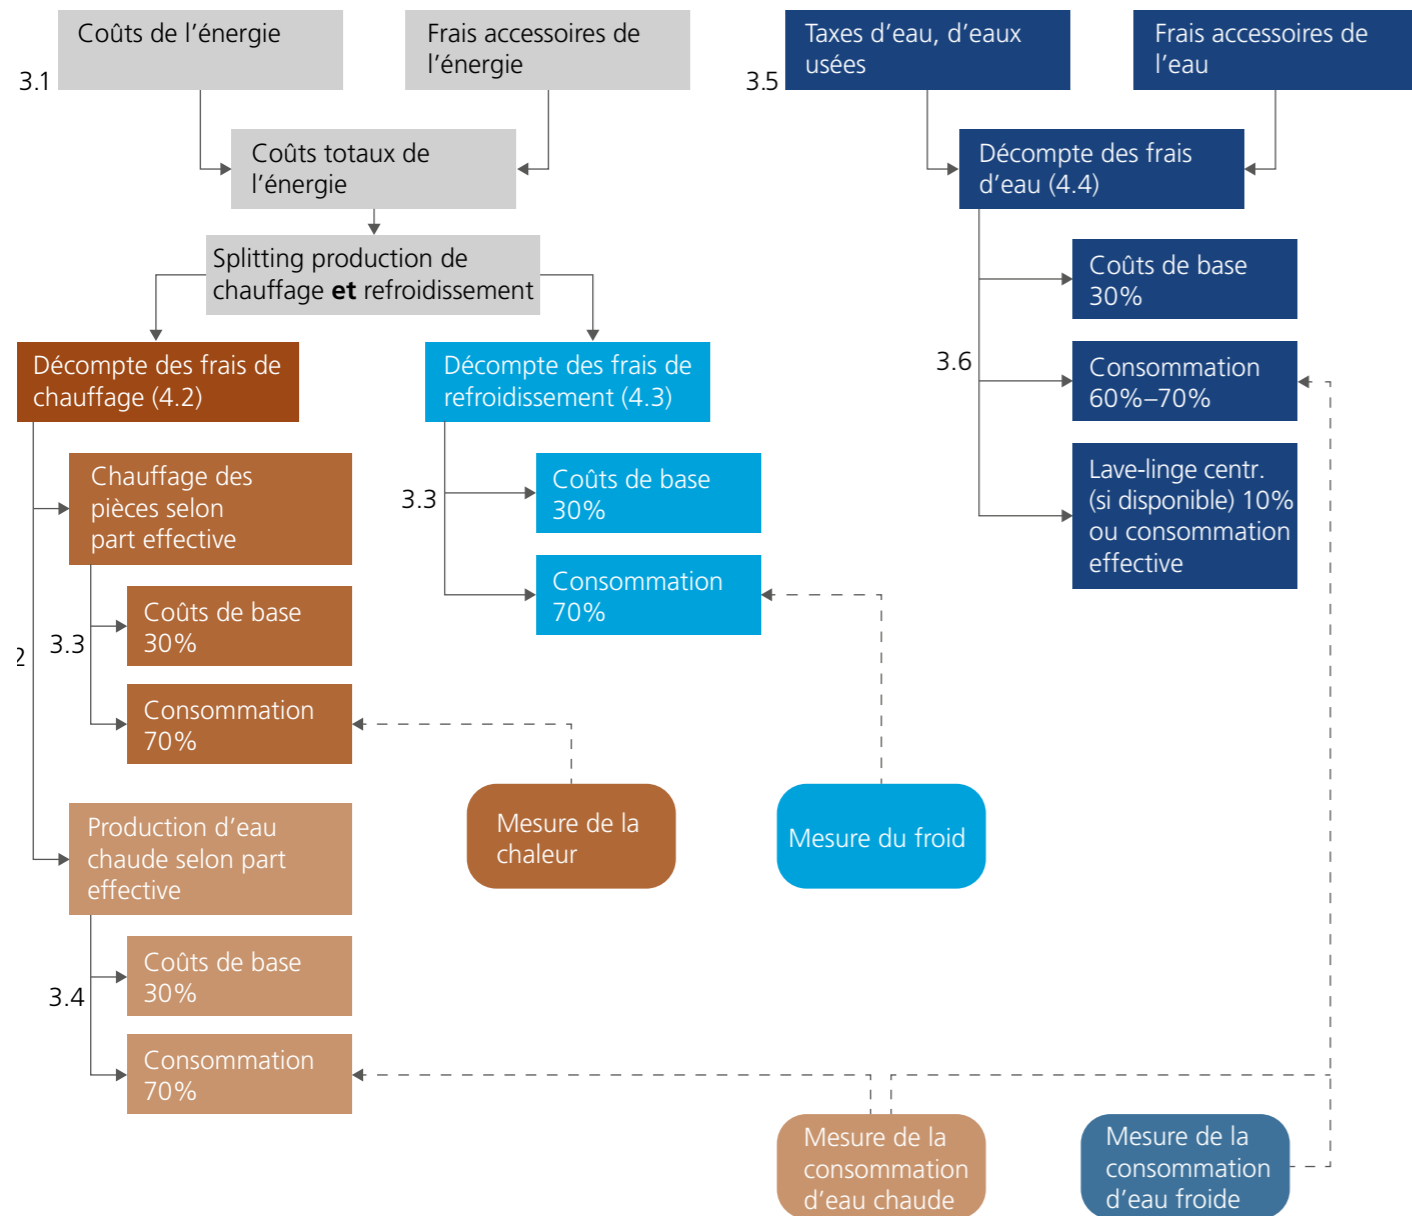 Coûts de l’énergie
Frais accessoires de
l’énergie
3.1
Coûts totaux de
l’énergie
Splitting production de
chauffage et refroidissement
Décompte des frais de
chauffage (4.2)
Décompte des frais de
refroidissement (4.3)
Chauffage des
pièces selon
part effective
3.3
Coûts de base
30%
Consommation
70%
2
3.3
Coûts de base
30%
Consommation
70%
Mesure de la
chaleur
Mesure du froid
Production d’eau
chaude selon part
effective
3.4
Coûts de base
30%
Consommation
70%
Taxes d’eau, d’eaux
usées
Frais accessoires de
l’eau
3.5
Décompte des frais
d’eau (4.4)
Coûts de base
30%
3.6
Consommation
60%–70%
Lave-linge centr.
(si disponible) 10%
ou consommation
effective
Mesure de la
consommation
d’eau chaude
Mesure de la
consommation
d’eau froide